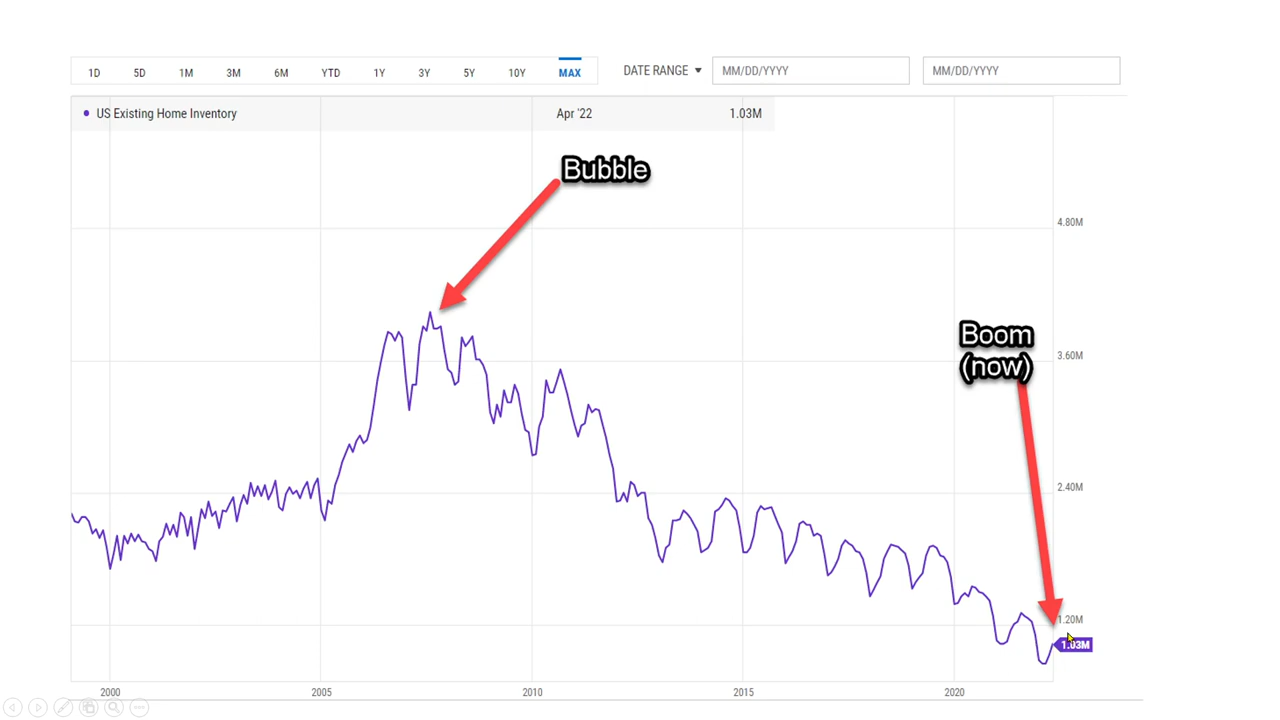 1D 5D 1M 3M 6M YTD 1Y 3Y 5Y 10Y MAX DATE RANGE MM/DD/YYYY MM/DD/YYYY
US Existing Home Inventory Apr '22 1.03M
Bubble
4.80M
Boom
(now)
3.60M
2.40M
1.20M
1.03M
2000 2005 2010 2015 2020